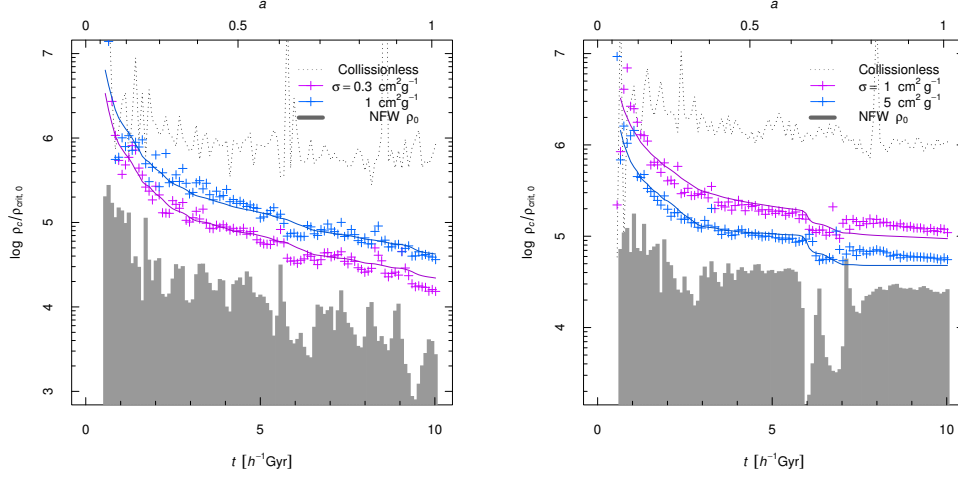 a
0 0.5 1
Collissionless
σ = 0.3 cm²g⁻¹
1 cm²g⁻¹
NFW ρ₀
7
6
5
4
3
log ρc/ρcrit, 0
0 5 10
t [h⁻¹Gyr]
a
0 0.5 1
Collissionless
σ = 1 cm²g⁻¹
5 cm²g⁻¹
NFW ρ₀
7
6
5
4
log ρc/ρcrit, 0
0 5 10
t [h⁻¹Gyr]